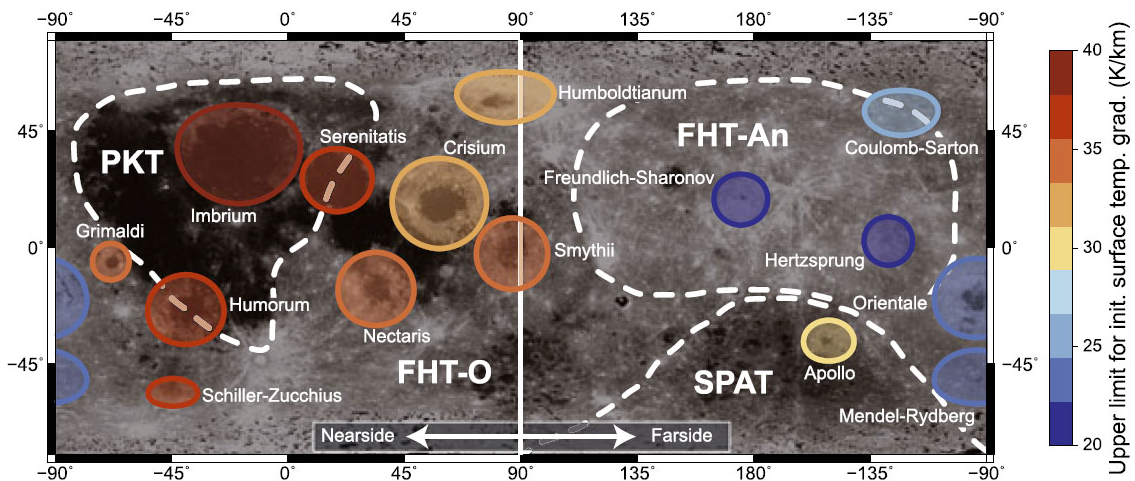 −90° −45° 0° 45° 90° 135° 180° −135° −90°
Humboldtianum
45° 45°
PKT Serenitatis Crisium FHT-An Coulomb-Sarton
Imbrium Freundlich-Sharonov
Grimaldi
0° Smythii Hertzsprung 0°
Humorum Nectaris Orientale
−45° FHT-O SPAT Apollo −45°
Schiller-Zucchius Mendel-Rydberg
Nearside Farside
−90° −45° 0° 45° 90° 135° 180° −135° −90°
40
35
30
25
20
Upper limit for init. surface temp. grad. (K/km)